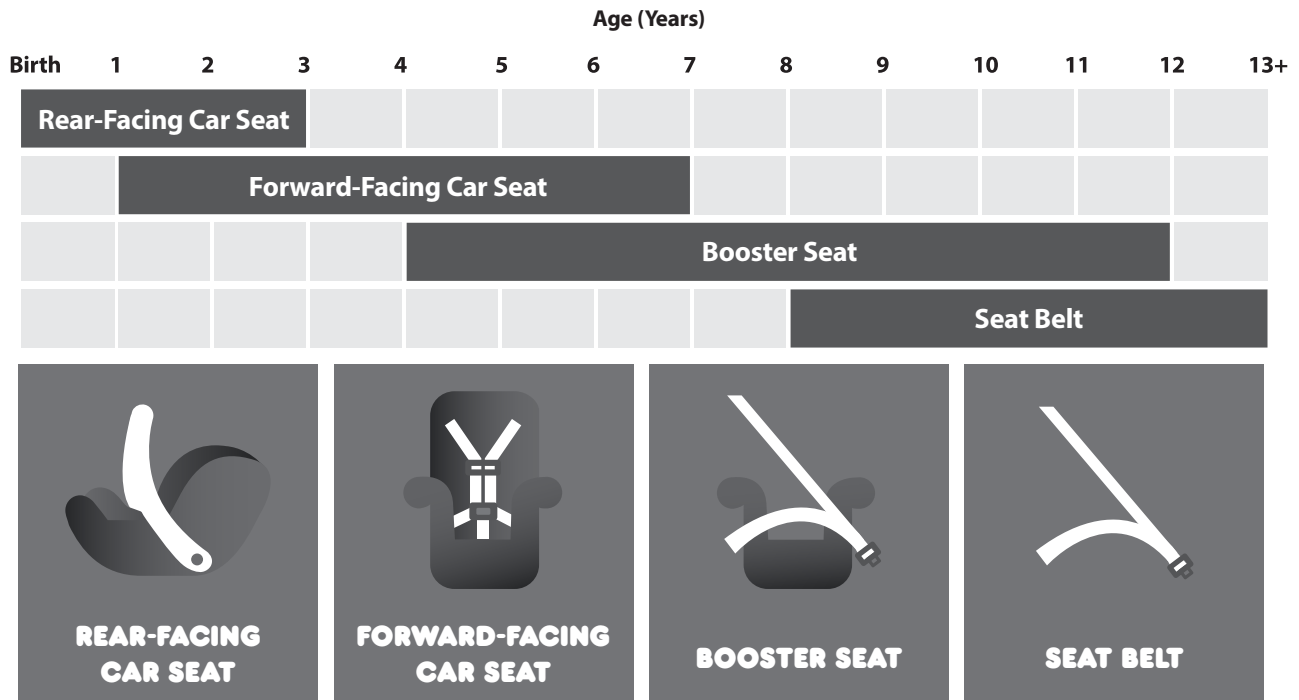 Age (Years)
Birth 1 2 3 4 5 6 7 8 9 10 11 12 13+
Rear-Facing Car Seat
Forward-Facing Car Seat
Booster Seat
Seat Belt
REAR-FACING
CAR SEAT
FORWARD-FACING
CAR SEAT
BOOSTER SEAT
SEAT BELT